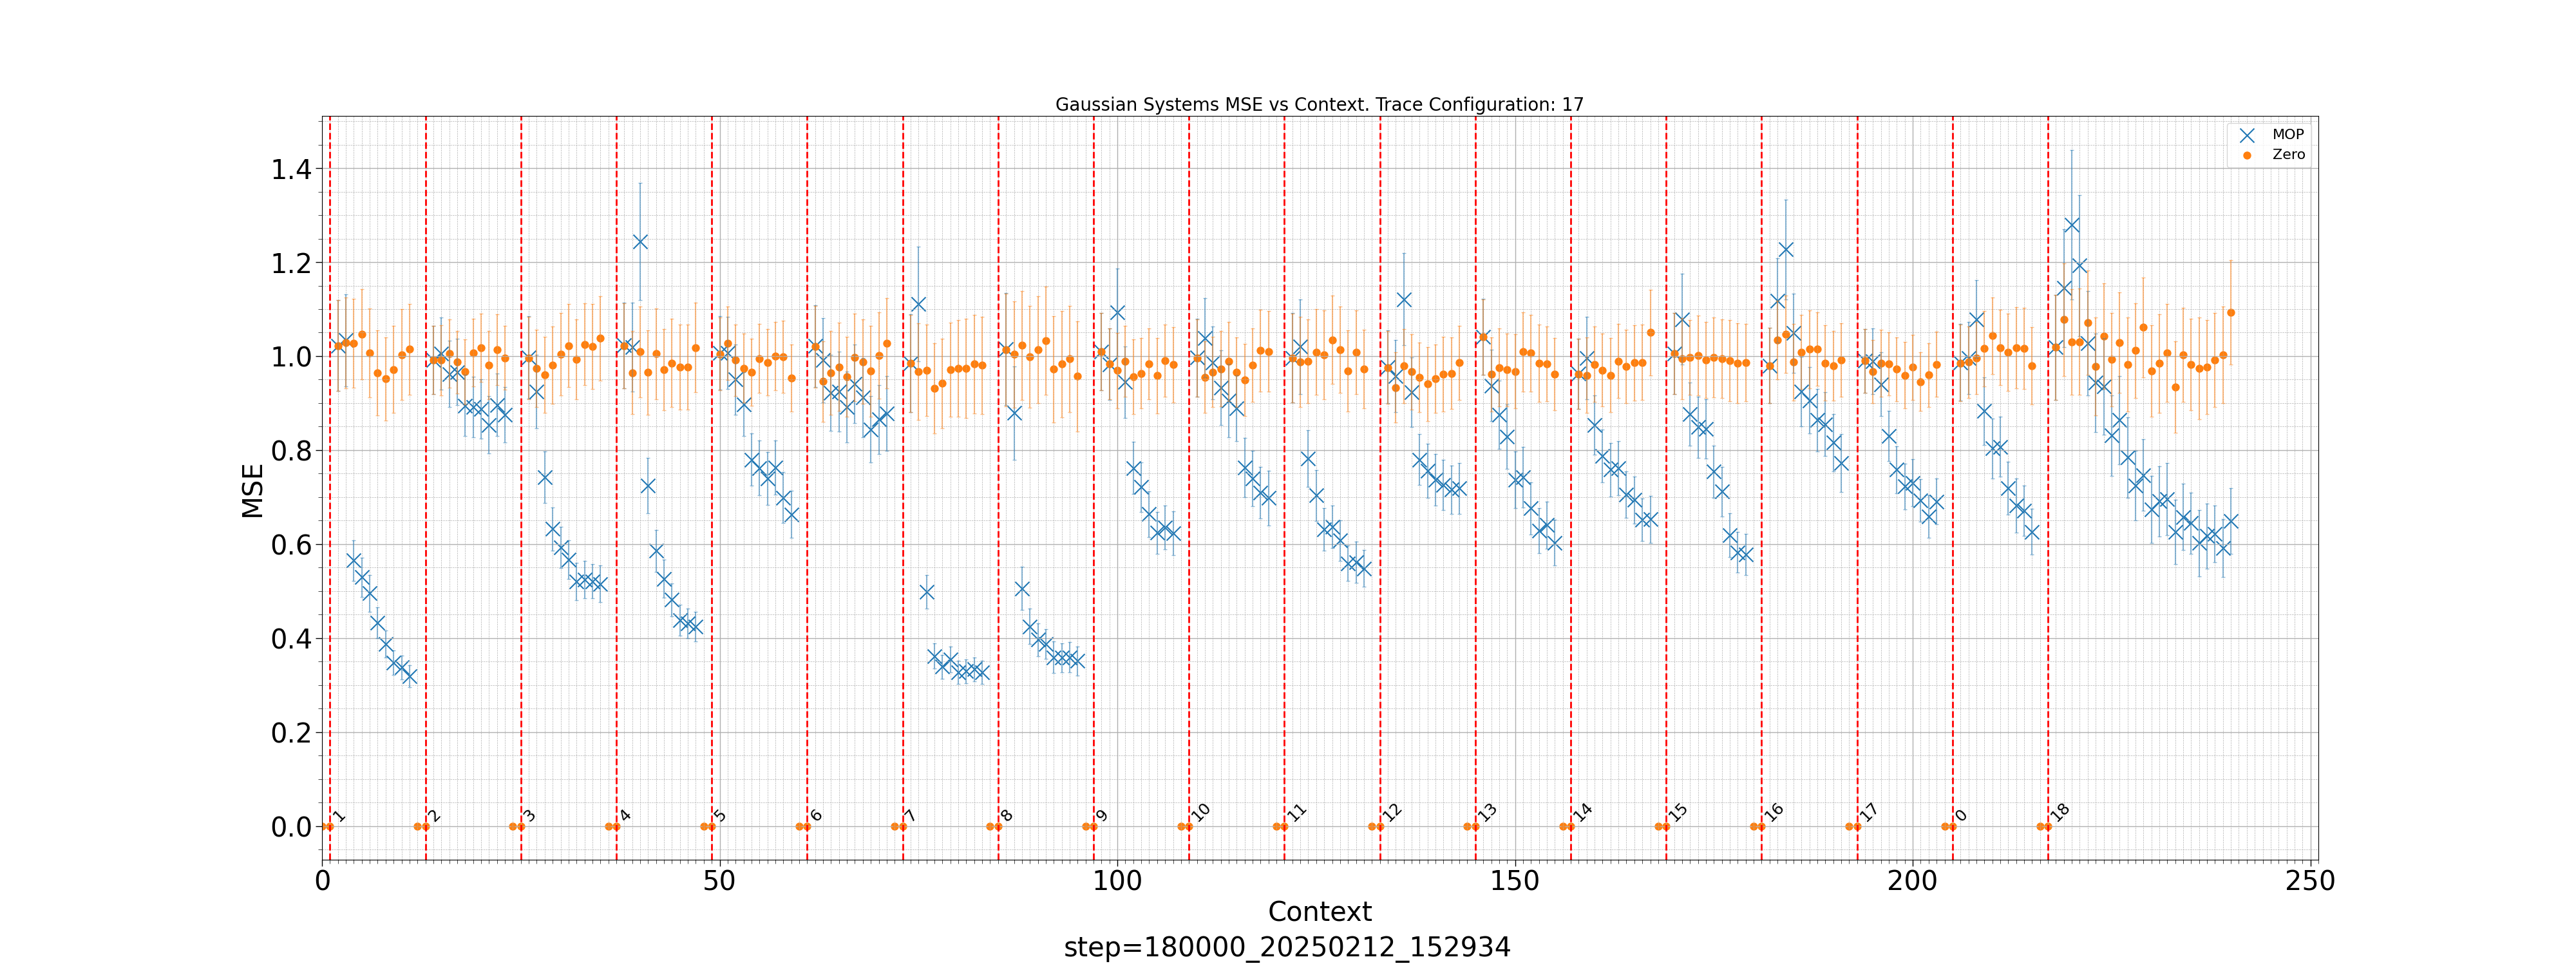 Gaussian Systems MSE vs Context. Trace Configuration: 17
MOP
Zero
1.4
1.2
1.0
0.8
0.6
0.4
0.2
0.0
MSE
1 2 3 4 5 6 7 8 9 10 11 12 13 14 15 16 17 0 18
0 50 100 150 200 250
Context
step=180000_20250212_152934